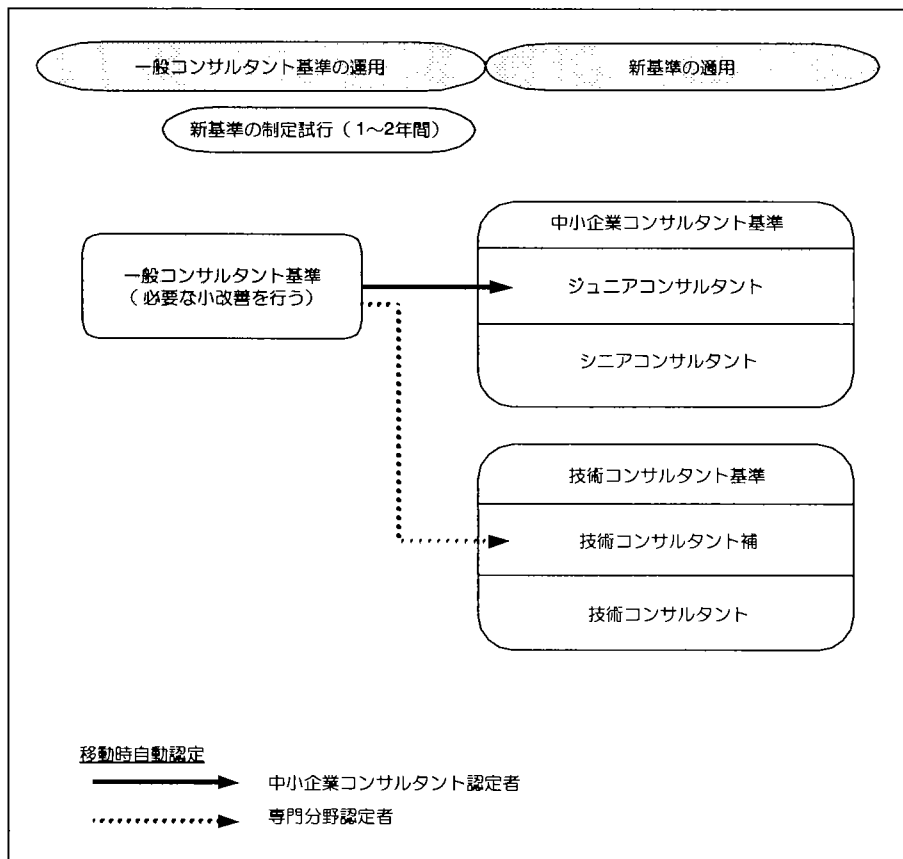 一般コンサルタント基準の運用
新基準の適用
新基準の制定試行（1〜2年間）
中小企業コンサルタント基準
一般コンサルタント基準
（必要な小改善を行う）
ジュニアコンサルタント
シニアコンサルタント
技術コンサルタント基準
技術コンサルタント補
技術コンサルタント
移動時自動認定
中小企業コンサルタント認定者
専門分野認定者